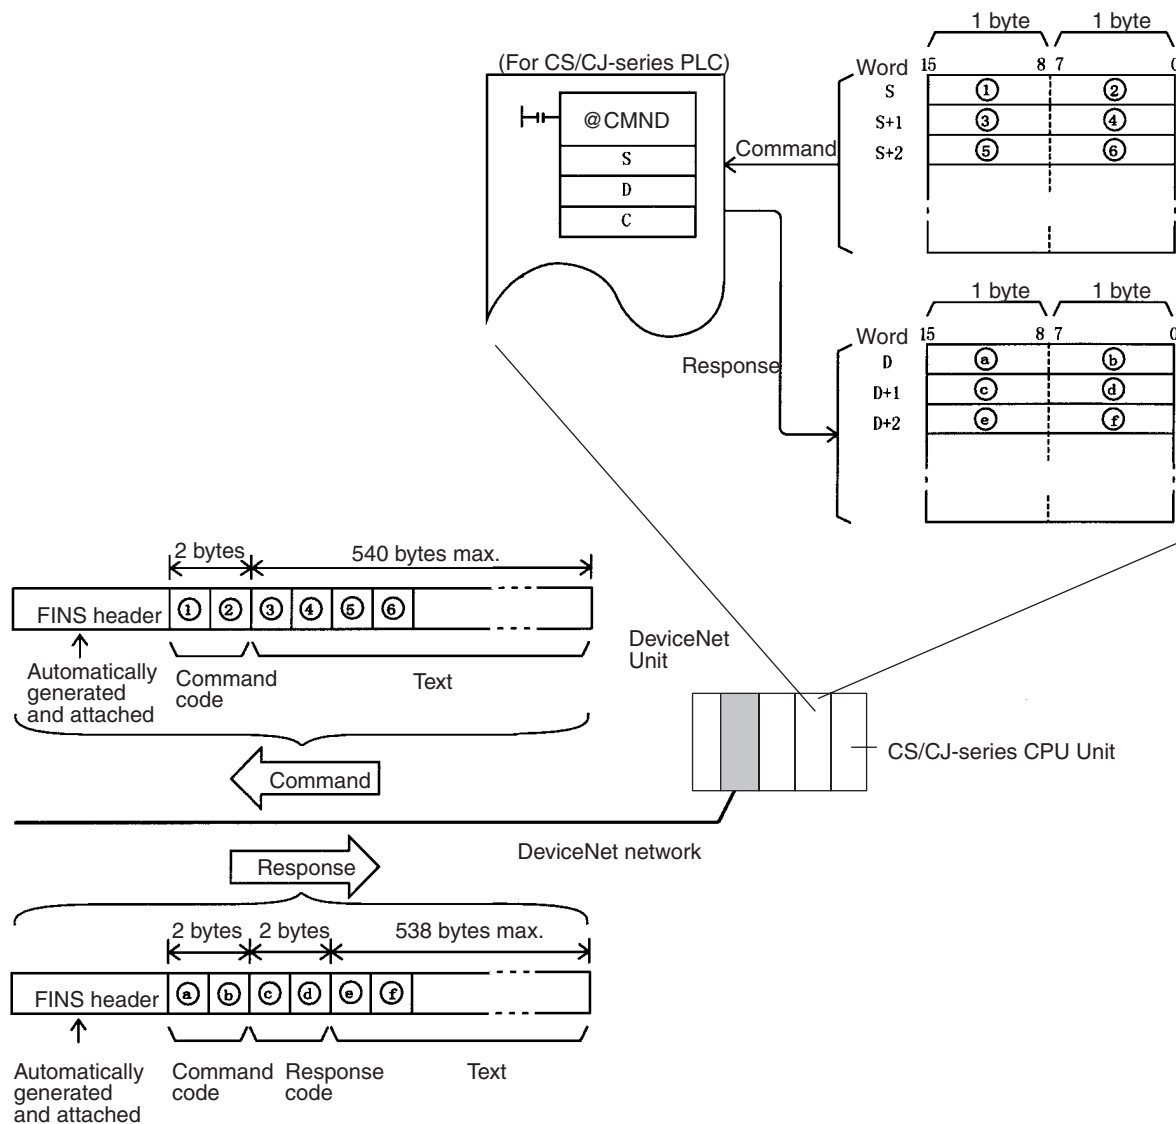 1 byte 1 byte
(For CS/CJ-series PLC)
Word 15 8 7 0
S ① ②
S+1 ③ ④
S+2 ⑤ ⑥
@CMND
S
D
C
Command
1 byte 1 byte
Word 15 8 7 0
D ⓐ ⓑ
D+1 ⓒ ⓓ
D+2 ⓔ ⓕ
Response
2 bytes 540 bytes max.
FINS header ① ② ③ ④ ⑤ ⑥
Automatically
generated
and attached
Command
code
Text
DeviceNet
Unit
CS/CJ-series CPU Unit
Command
DeviceNet network
Response
2 bytes 2 bytes 538 bytes max.
FINS header ⓐ ⓑ ⓒ ⓓ ⓔ ⓕ
Automatically
generated
and attached
Command
code
Response
code
Text